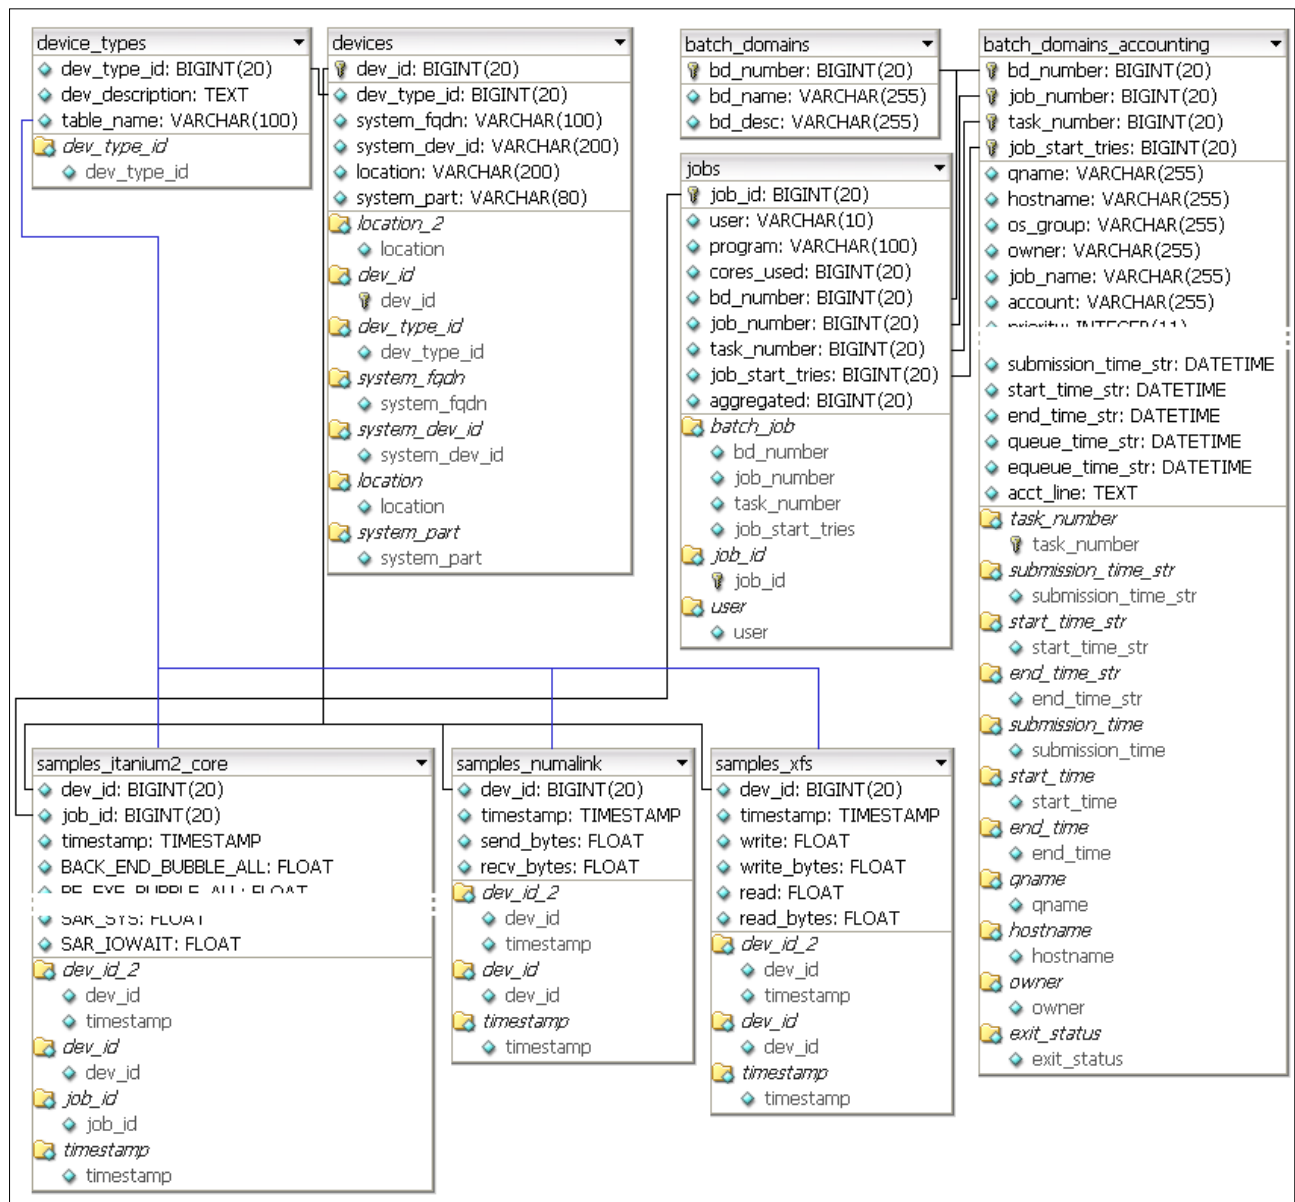 device_types
dev_type_id: BIGINT(20)
dev_description: TEXT
table_name: VARCHAR(100)
dev_type_id
dev_type_id
devices
dev_id: BIGINT(20)
dev_type_id: BIGINT(20)
system_fqdn: VARCHAR(100)
system_dev_id: VARCHAR(200)
location: VARCHAR(200)
system_part: VARCHAR(80)
location_2
location
dev_id
dev_id
dev_type_id
dev_type_id
system_fqdn
system_fqdn
system_dev_id
system_dev_id
location
location
system_part
system_part
batch_domains
bd_number: BIGINT(20)
bd_name: VARCHAR(255)
bd_desc: VARCHAR(255)
jobs
job_id: BIGINT(20)
user: VARCHAR(10)
program: VARCHAR(100)
cores_used: BIGINT(20)
bd_number: BIGINT(20)
job_number: BIGINT(20)
task_number: BIGINT(20)
job_start_tries: BIGINT(20)
aggregated: BIGINT(20)
batch_job
bd_number
job_number
task_number
job_start_tries
job_id
job_id
user
user
batch_domains_accounting
bd_number: BIGINT(20)
job_number: BIGINT(20)
task_number: BIGINT(20)
job_start_tries: BIGINT(20)
qname: VARCHAR(255)
hostname: VARCHAR(255)
os_group: VARCHAR(255)
owner: VARCHAR(255)
job_name: VARCHAR(255)
account: VARCHAR(255)
priority: INTEGER(11)
submission_time_str: DATETIME
start_time_str: DATETIME
end_time_str: DATETIME
queue_time_str: DATETIME
equeue_time_str: DATETIME
acct_line: TEXT
task_number
task_number
submission_time_str
submission_time_str
start_time_str
start_time_str
end_time_str
end_time_str
submission_time
submission_time
start_time
start_time
end_time
end_time
qname
qname
hostname
hostname
owner
owner
exit_status
exit_status
samples_itanium2_core
dev_id: BIGINT(20)
job_id: BIGINT(20)
timestamp: TIMESTAMP
BACK_END_BUBBLE_ALL: FLOAT
BE_EXE_BUBBLE_ALL: FLOAT
SAR_SYS: FLOAT
SAR_IOWAIT: FLOAT
dev_id_2
dev_id
timestamp
dev_id
dev_id
job_id
job_id
timestamp
timestamp
samples_numalink
dev_id: BIGINT(20)
timestamp: TIMESTAMP
send_bytes: FLOAT
recv_bytes: FLOAT
dev_id_2
dev_id
timestamp
dev_id
dev_id
timestamp
timestamp
samples_xfs
dev_id: BIGINT(20)
timestamp: TIMESTAMP
write: FLOAT
write_bytes: FLOAT
read: FLOAT
read_bytes: FLOAT
dev_id_2
dev_id
timestamp
dev_id
dev_id
timestamp
timestamp